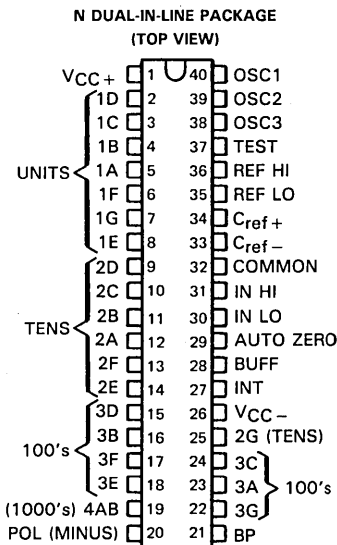 N DUAL-IN-LINE PACKAGE
(TOP VIEW)
VCC+ 1 40 OSC1
1D 2 39 OSC2
1C 3 38 OSC3
1B 4 37 TEST
UNITS 1A 5 36 REF HI
1F 6 35 REF LO
1G 7 34 Cref+
1E 8 33 Cref−
2D 9 32 COMMON
2C 10 31 IN HI
2B 11 30 IN LO
TENS 2A 12 29 AUTO ZERO
2F 13 28 BUFF
2E 14 27 INT
3D 15 26 VCC−
3B 16 25 2G (TENS)
100's 3F 17 24 3C
3E 18 23 3A 100's
(1000's) 4AB 19 22 3G
POL (MINUS) 20 21 BP